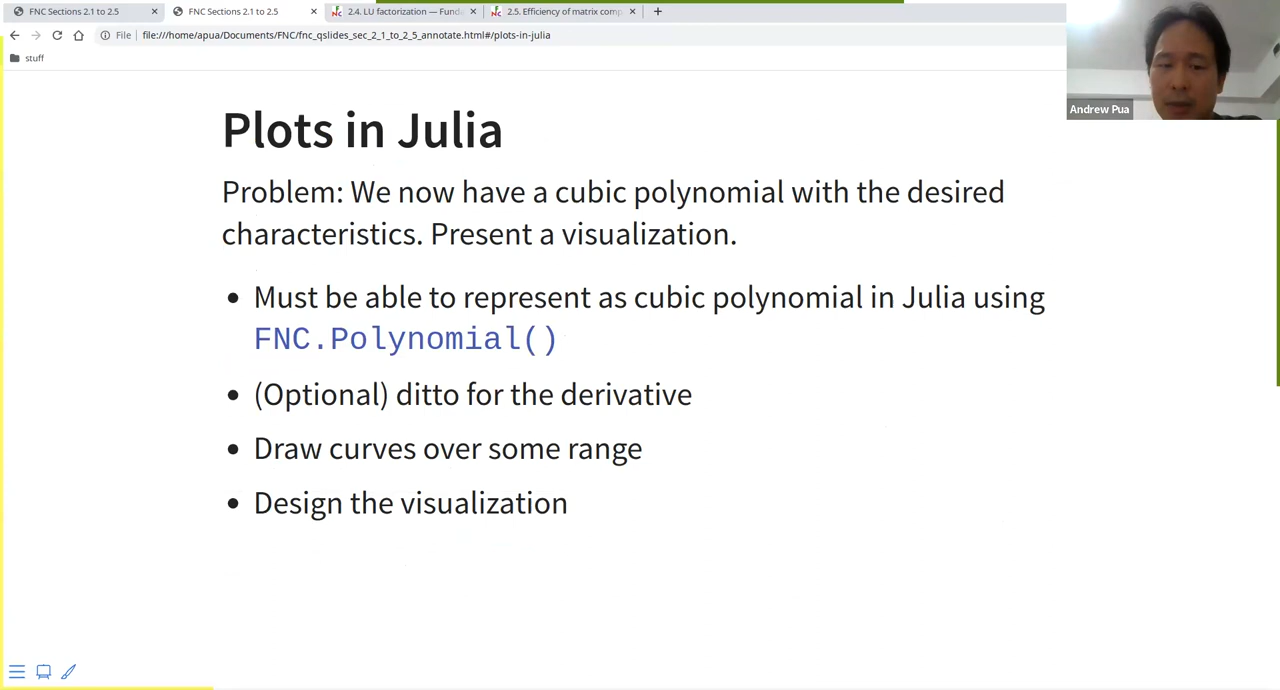 FNC Sections 2.1 to 2.5
FNC Sections 2.1 to 2.5
2.4. LU factorization — Funda
2.5. Efficiency of matrix comp
File
file:///home/apua/Documents/FNC/fnc_qslides_sec_2_1_to_2_5_annotate.html#/plots-in-julia
stuff
Andrew Pua
Plots in Julia
Problem: We now have a cubic polynomial with the desired
characteristics. Present a visualization.
• Must be able to represent as cubic polynomial in Julia using
FNC.Polynomial()
• (Optional) ditto for the derivative
• Draw curves over some range
• Design the visualization